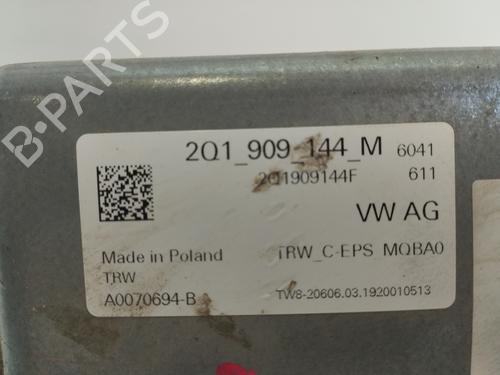 2Q1_909_144_M 6041
2Q1909144F 611
VW AG
Made in Poland TRW_C-EPS MQBA0
TRW
A0070694-B TW8-20606.03.1920010513
B-PARTS